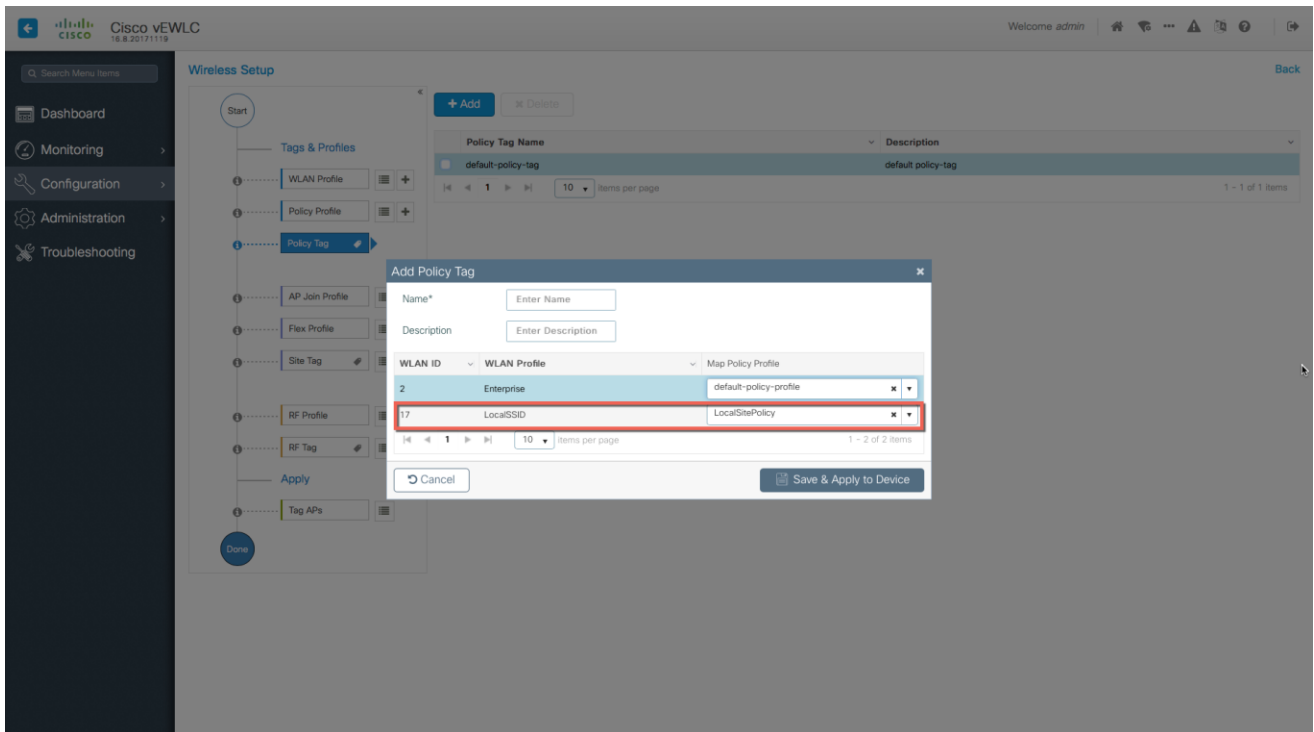 CISCO
Cisco vEWLC
16.8.20171119
Welcome admin
Search Menu Items
Dashboard
Monitoring
Configuration
Administration
Troubleshooting
Wireless Setup
Back
Start
Tags & Profiles
WLAN Profile
Policy Profile
Policy Tag
AP Join Profile
Flex Profile
Site Tag
RF Profile
RF Tag
Apply
Tag APs
Done
+ Add
✖ Delete
Policy Tag Name Description
default-policy-tag default policy-tag
1 10 items per page 1 - 1 of 1 items
Add Policy Tag
Name* Enter Name
Description Enter Description
WLAN ID WLAN Profile Map Policy Profile
2 Enterprise default-policy-profile
17 LocalSSID LocalSitePolicy
1 10 items per page 1 - 2 of 2 items
Cancel
Save & Apply to Device